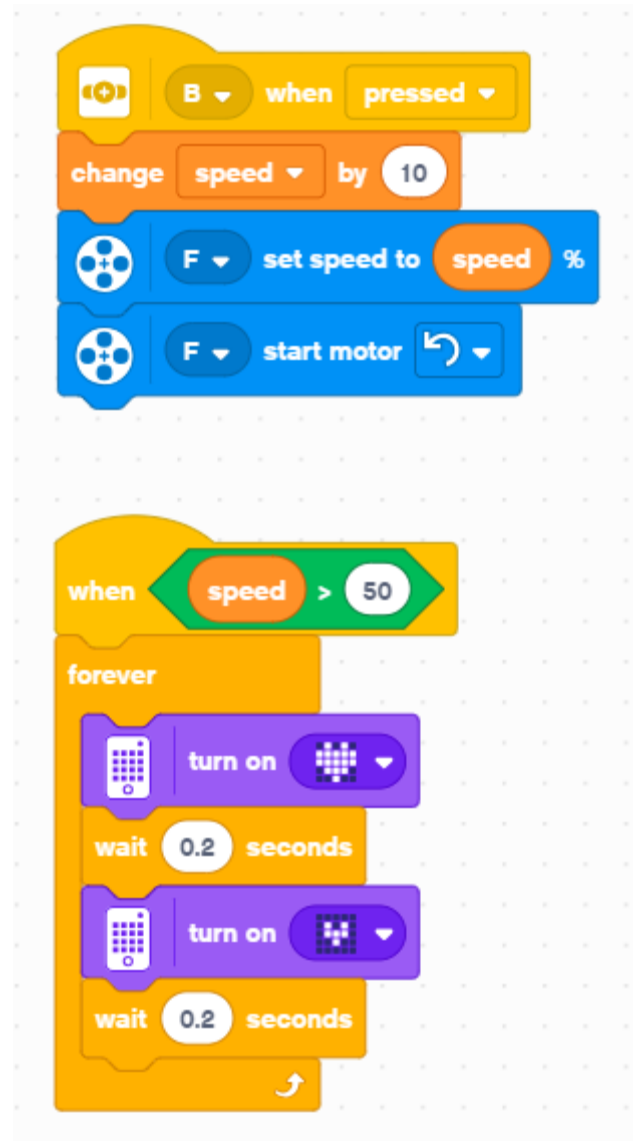 B when pressed
change speed by 10
F set speed to speed %
F start motor
when speed > 50
forever
turn on
wait 0.2 seconds
turn on
wait 0.2 seconds